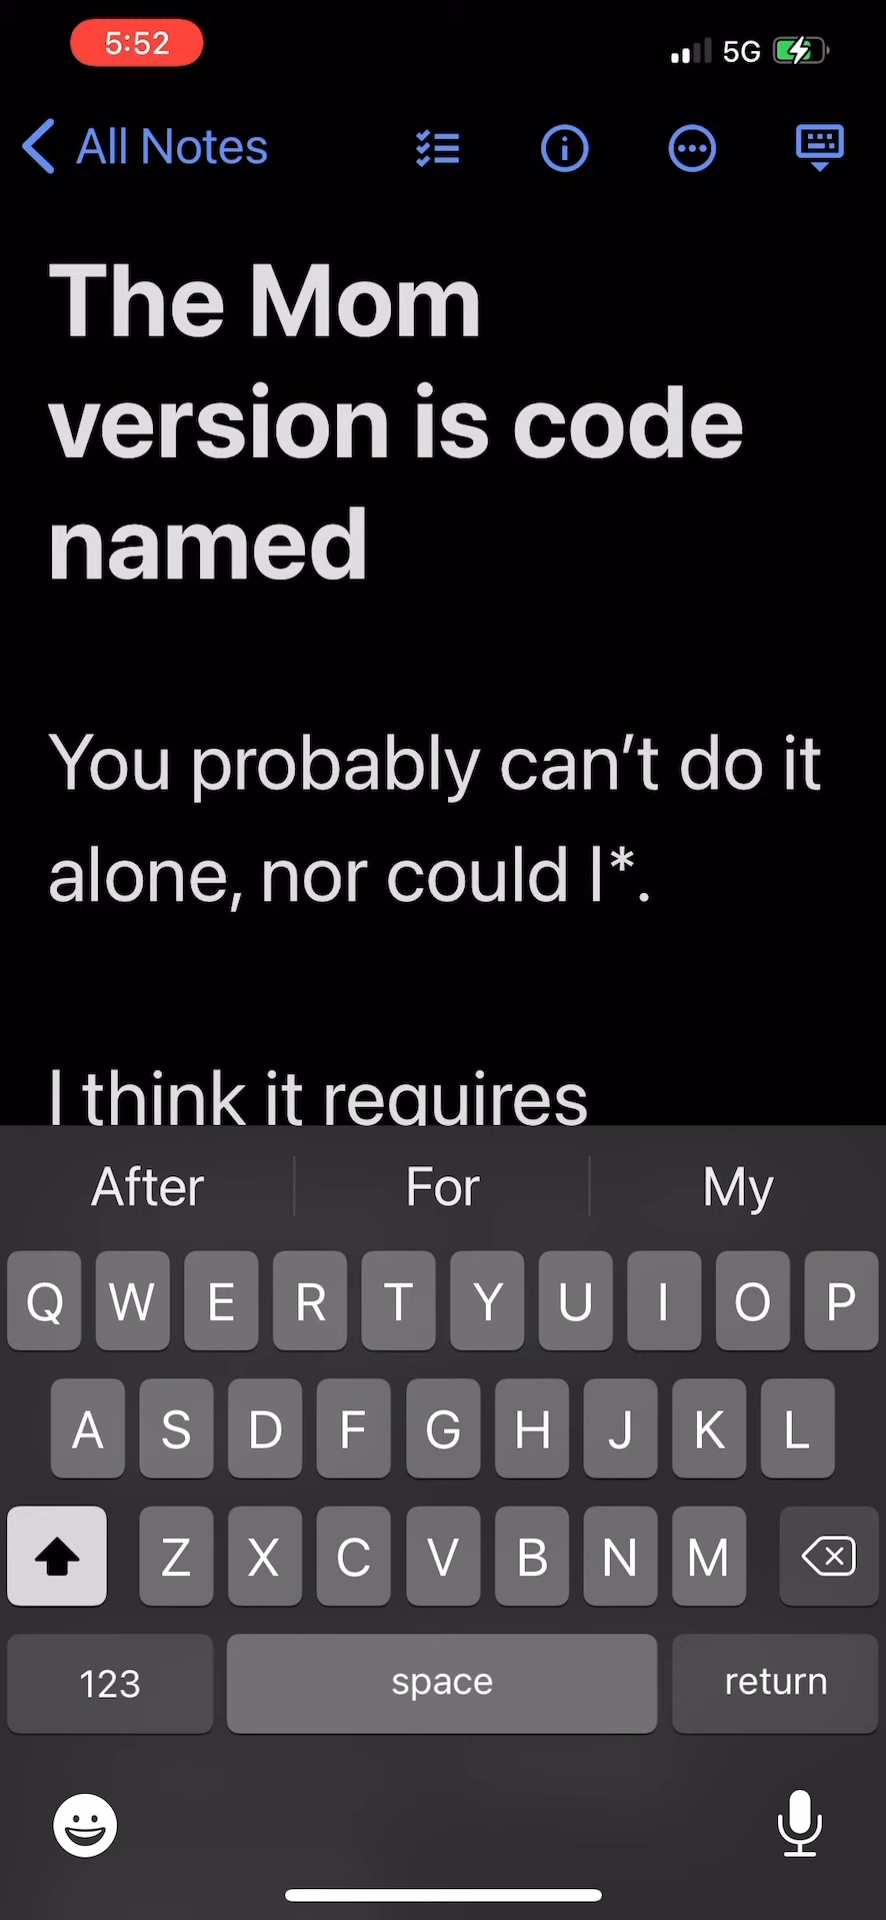 5:52
5G
All Notes
The Mom
version is code
named
You probably can’t do it
alone, nor could I*.
I think it requires
After For My
Q W E R T Y U I O P
A S D F G H J K L
Z X C V B N M
123 space return